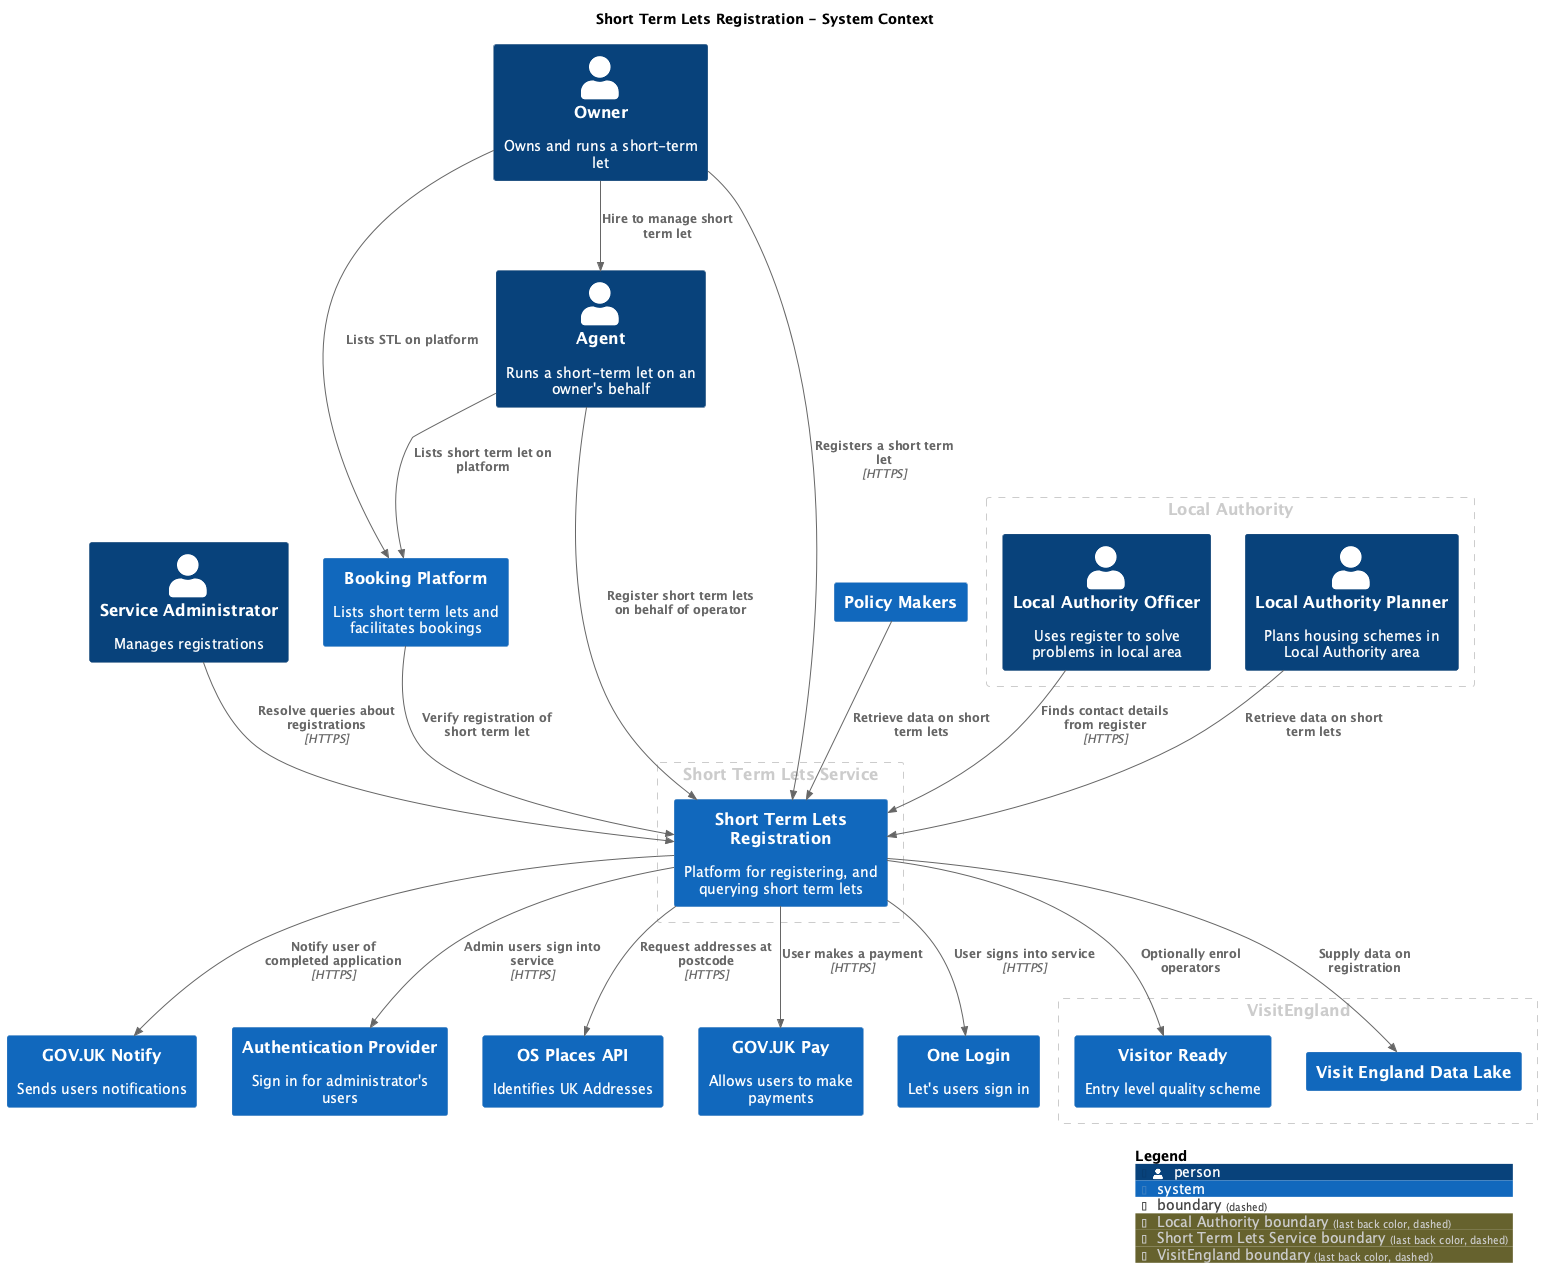 Short Term Lets Registration - System Context
Owner
Owns and runs a short-term
let
Hire to manage short
term let
Lists STL on platform
Agent
Runs a short-term let on an
owner's behalf
Lists short term let on
platform
Registers a short term
let
[HTTPS]
Local Authority
Service Administrator
Manages registrations
Booking Platform
Lists short term lets and
facilitates bookings
Register short term lets
on behalf of operator
Policy Makers
Local Authority Officer
Uses register to solve
problems in local area
Local Authority Planner
Plans housing schemes in
Local Authority area
Resolve queries about
registrations
[HTTPS]
Verify registration of
short term let
Retrieve data on short
term lets
Finds contact details
from register
[HTTPS]
Retrieve data on short
term lets
Short Term Lets Service
Short Term Lets
Registration
Platform for registering, and
querying short term lets
Notify user of
completed application
[HTTPS]
Admin users sign into
service
[HTTPS]
Request addresses at
postcode
[HTTPS]
User makes a payment
[HTTPS]
User signs into service
[HTTPS]
Optionally enrol
operators
Supply data on
registration
VisitEngland
GOV.UK Notify
Sends users notifications
Authentication Provider
Sign in for administrator's
users
OS Places API
Identifies UK Addresses
GOV.UK Pay
Allows users to make
payments
One Login
Let's users sign in
Visitor Ready
Entry level quality scheme
Visit England Data Lake
Legend
person
system
boundary (dashed)
Local Authority boundary (last back color, dashed)
Short Term Lets Service boundary (last back color, dashed)
VisitEngland boundary (last back color, dashed)